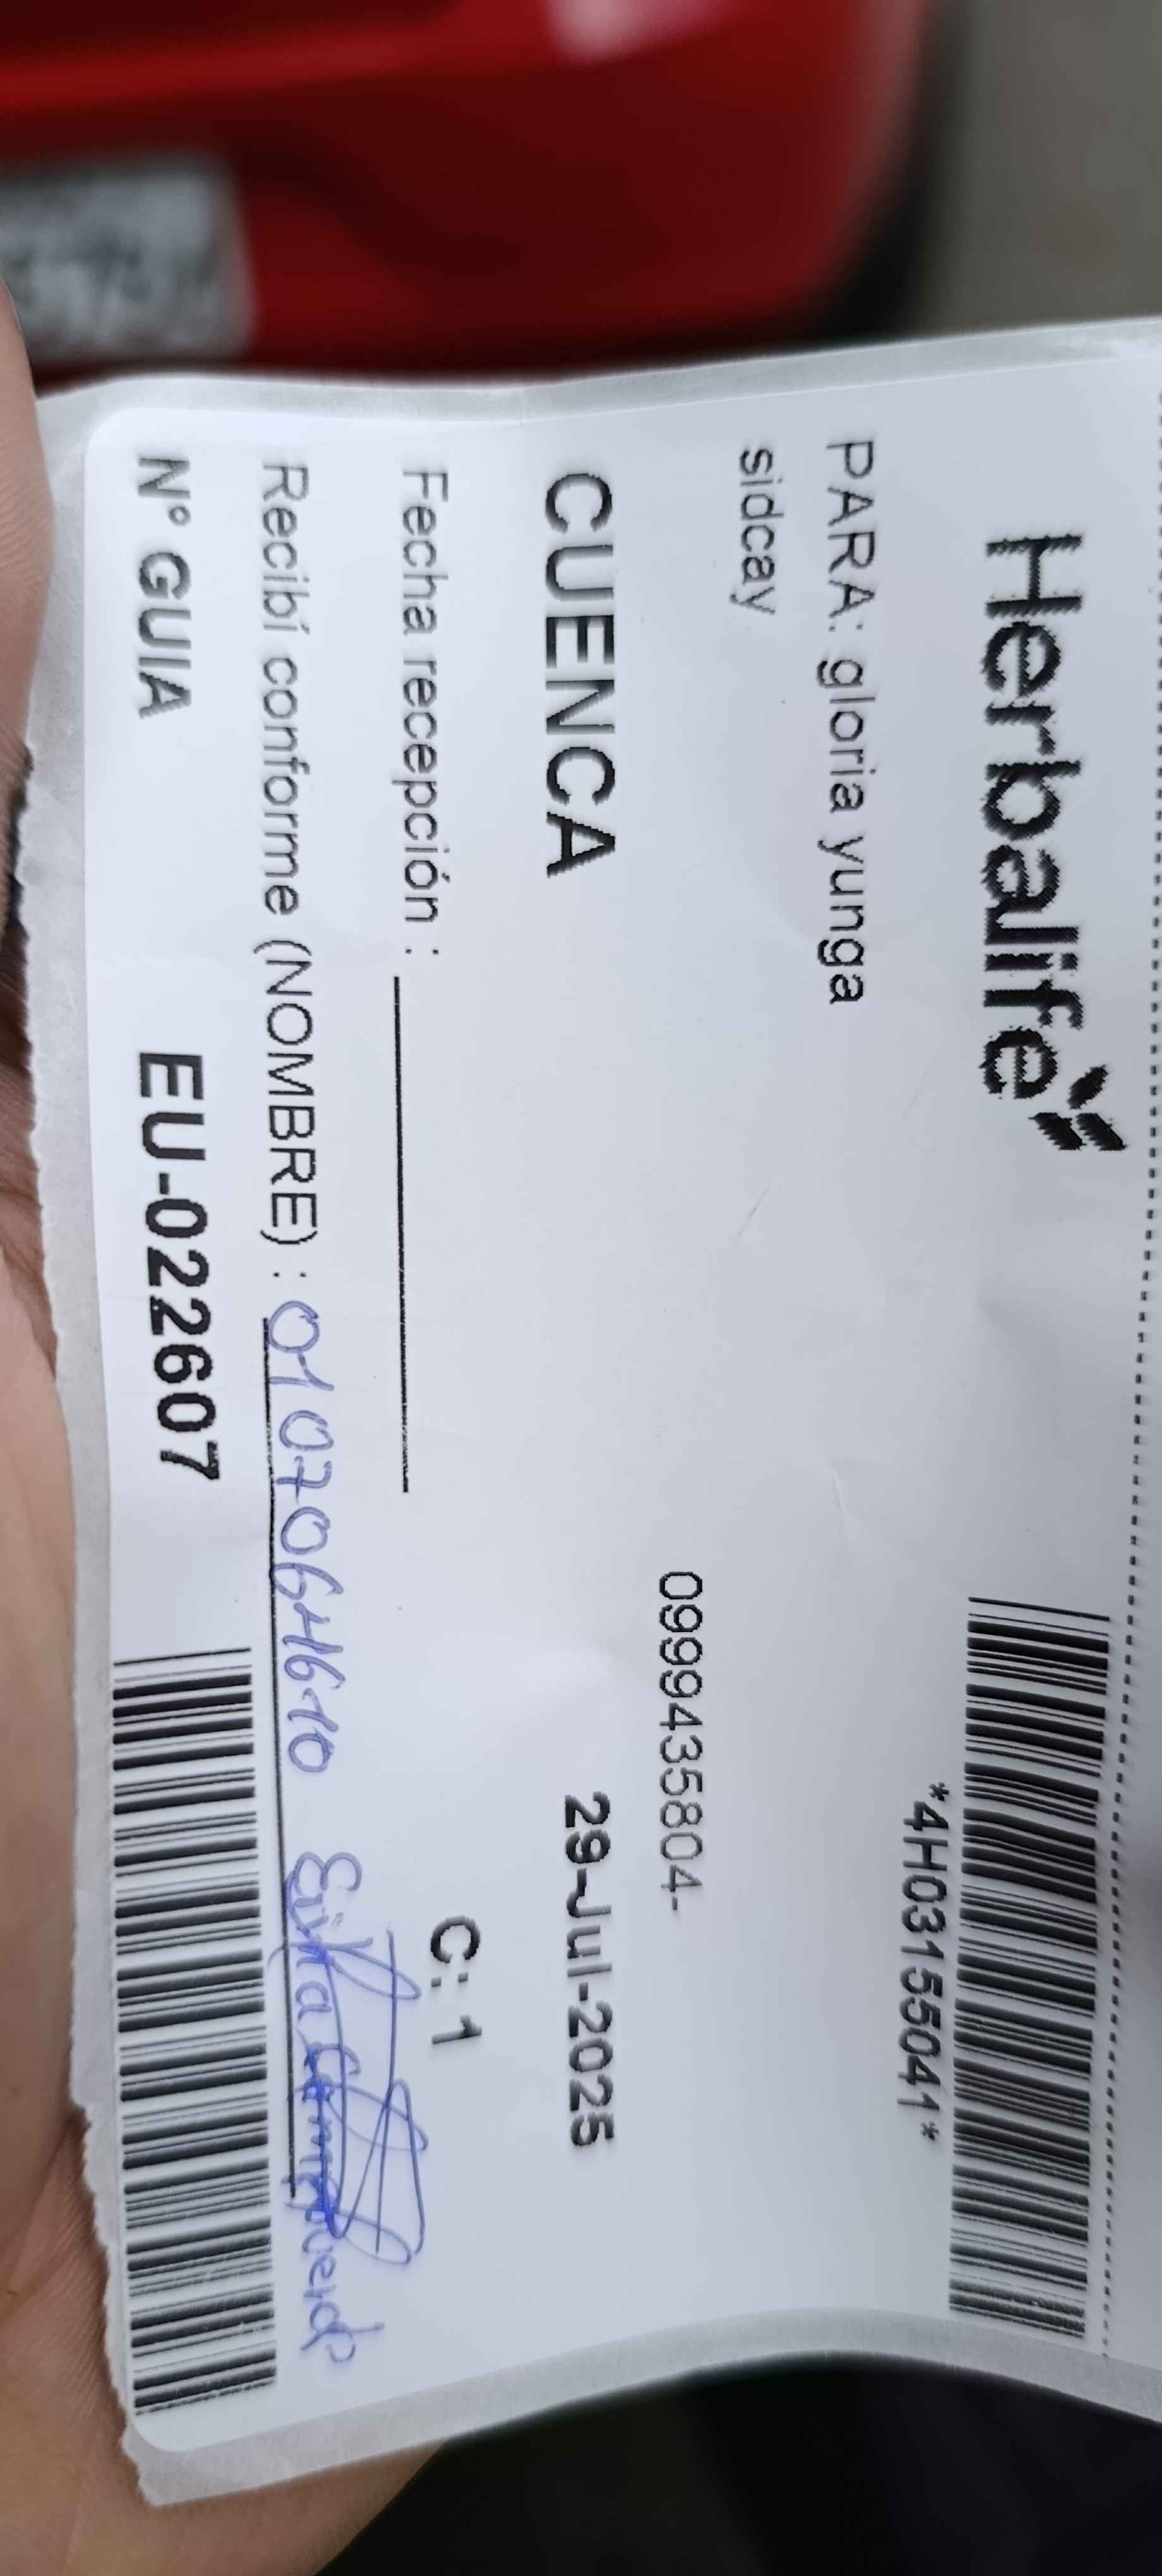 Herbalife
*4H03155041*
PARA: gloria yunga
sidcay
0999435804-
CUENCA
29-Jul-2025
Fecha recepción :
C: 1
Recibí conforme (NOMBRE) :
Nº GUIA
EU-022607